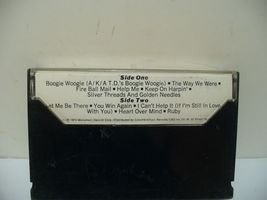 Side One
Boogie Woogie (A/K/A T.D.'s Boogie Woogie) • The Way We Were •
Fire Ball Mail • Help Me • Keep On Harpin' •
Silver Threads And Golden Needles
Side Two
Let Me Be There • You Win Again • I Can't Help It (If I'm Still In Love
With You) • Heart Over Mind • Ruby